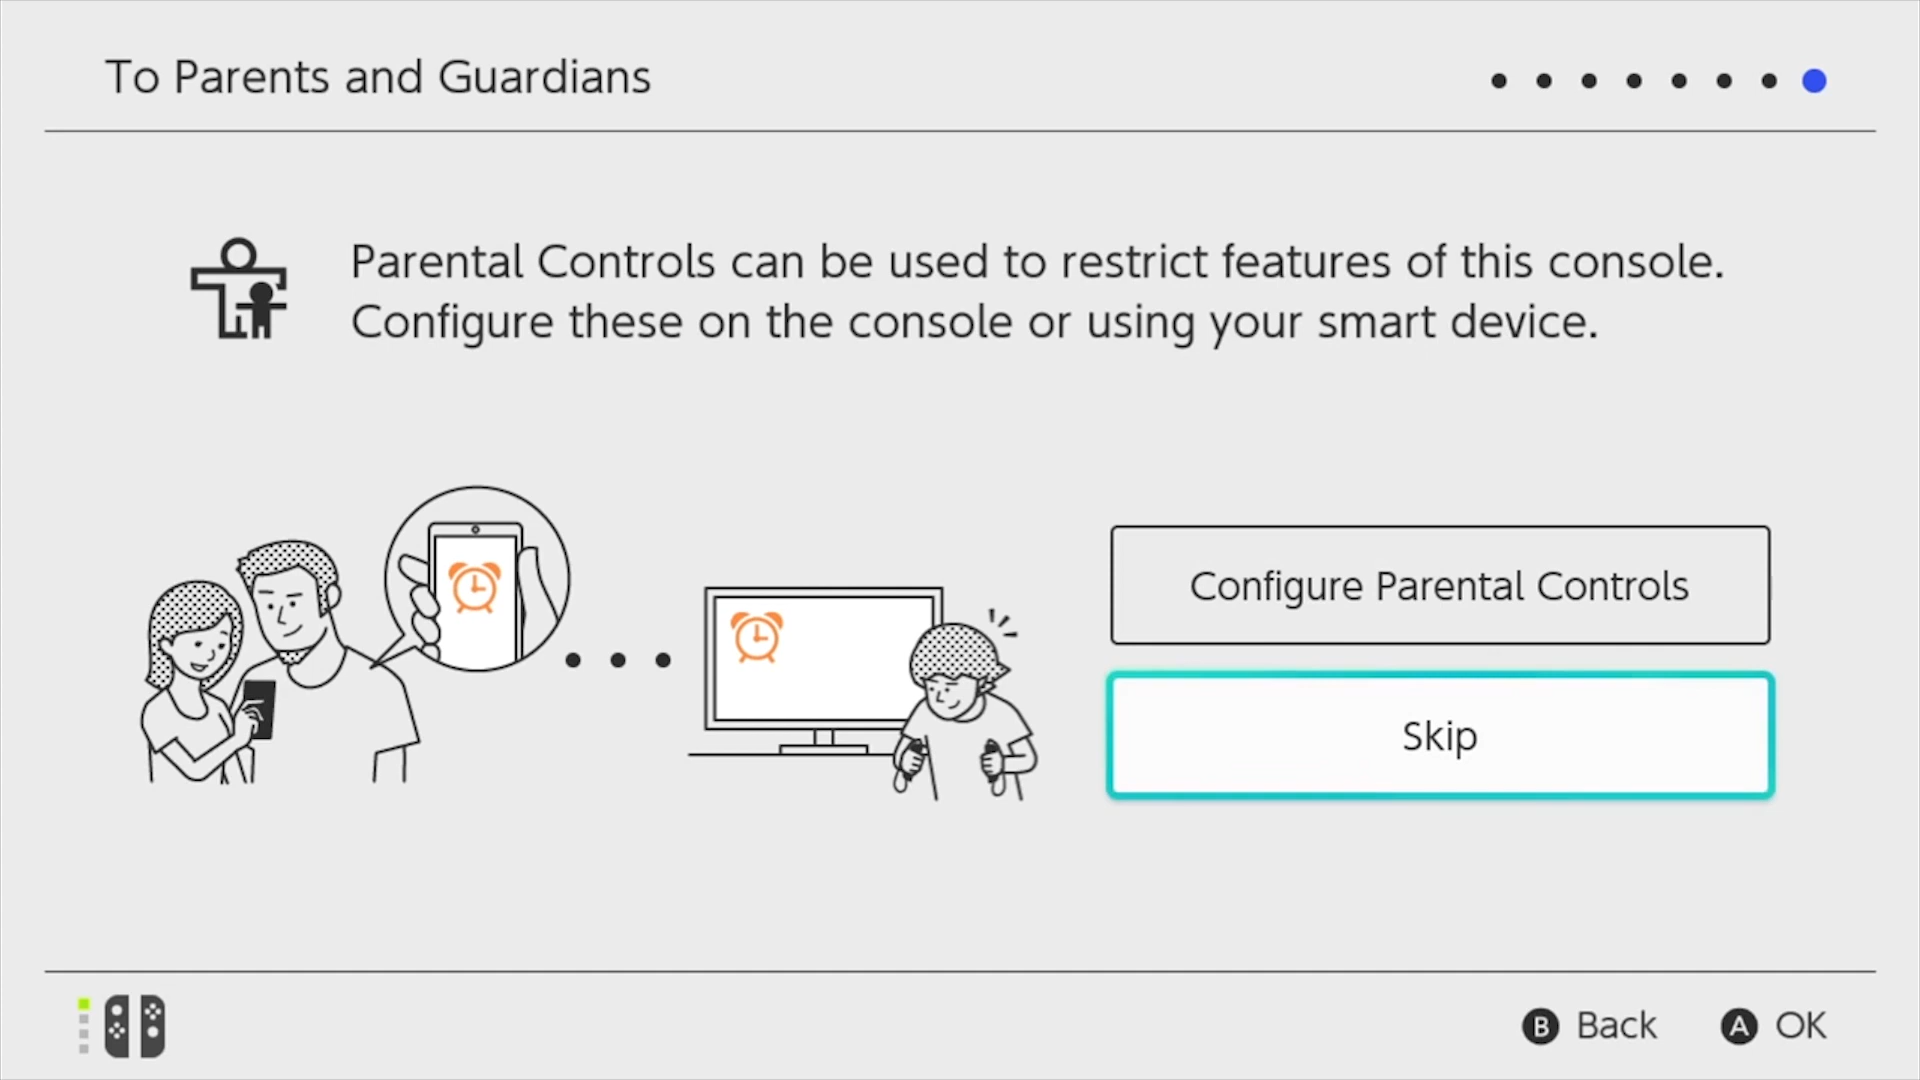 To Parents and Guardians
Parental Controls can be used to restrict features of this console.
Configure these on the console or using your smart device.
Configure Parental Controls
Skip
B Back A OK